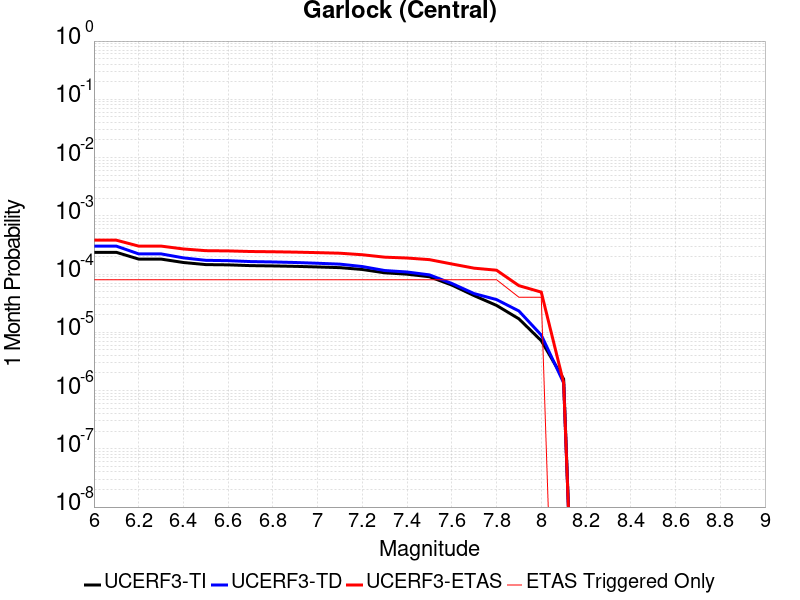 Garlock (Central)
10^0
10^-1
10^-2
10^-3
10^-4
10^-5
10^-6
10^-7
10^-8
1 Month Probability
6 6.2 6.4 6.6 6.8 7 7.2 7.4 7.6 7.8 8 8.2 8.4 8.6 8.8 9
Magnitude
UCERF3-TI UCERF3-TD UCERF3-ETAS ETAS Triggered Only